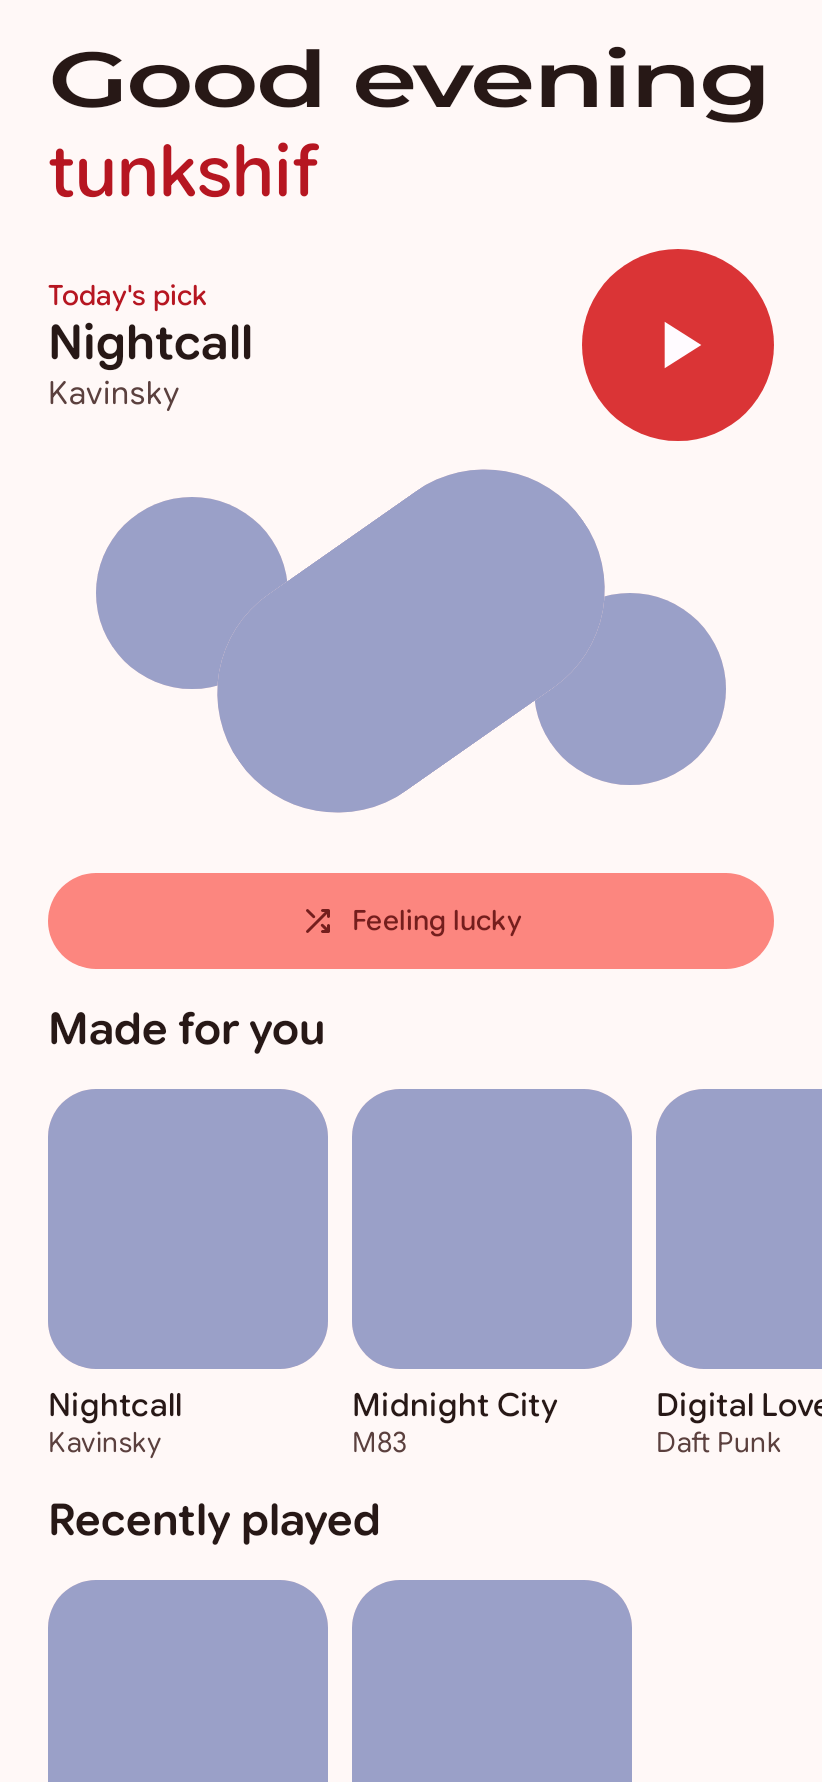 Good evening
tunkshif
Today's pick
Nightcall
Kavinsky
Feeling lucky
Made for you
Nightcall
Kavinsky
Midnight City
M83
Digital Love
Daft Punk
Recently played